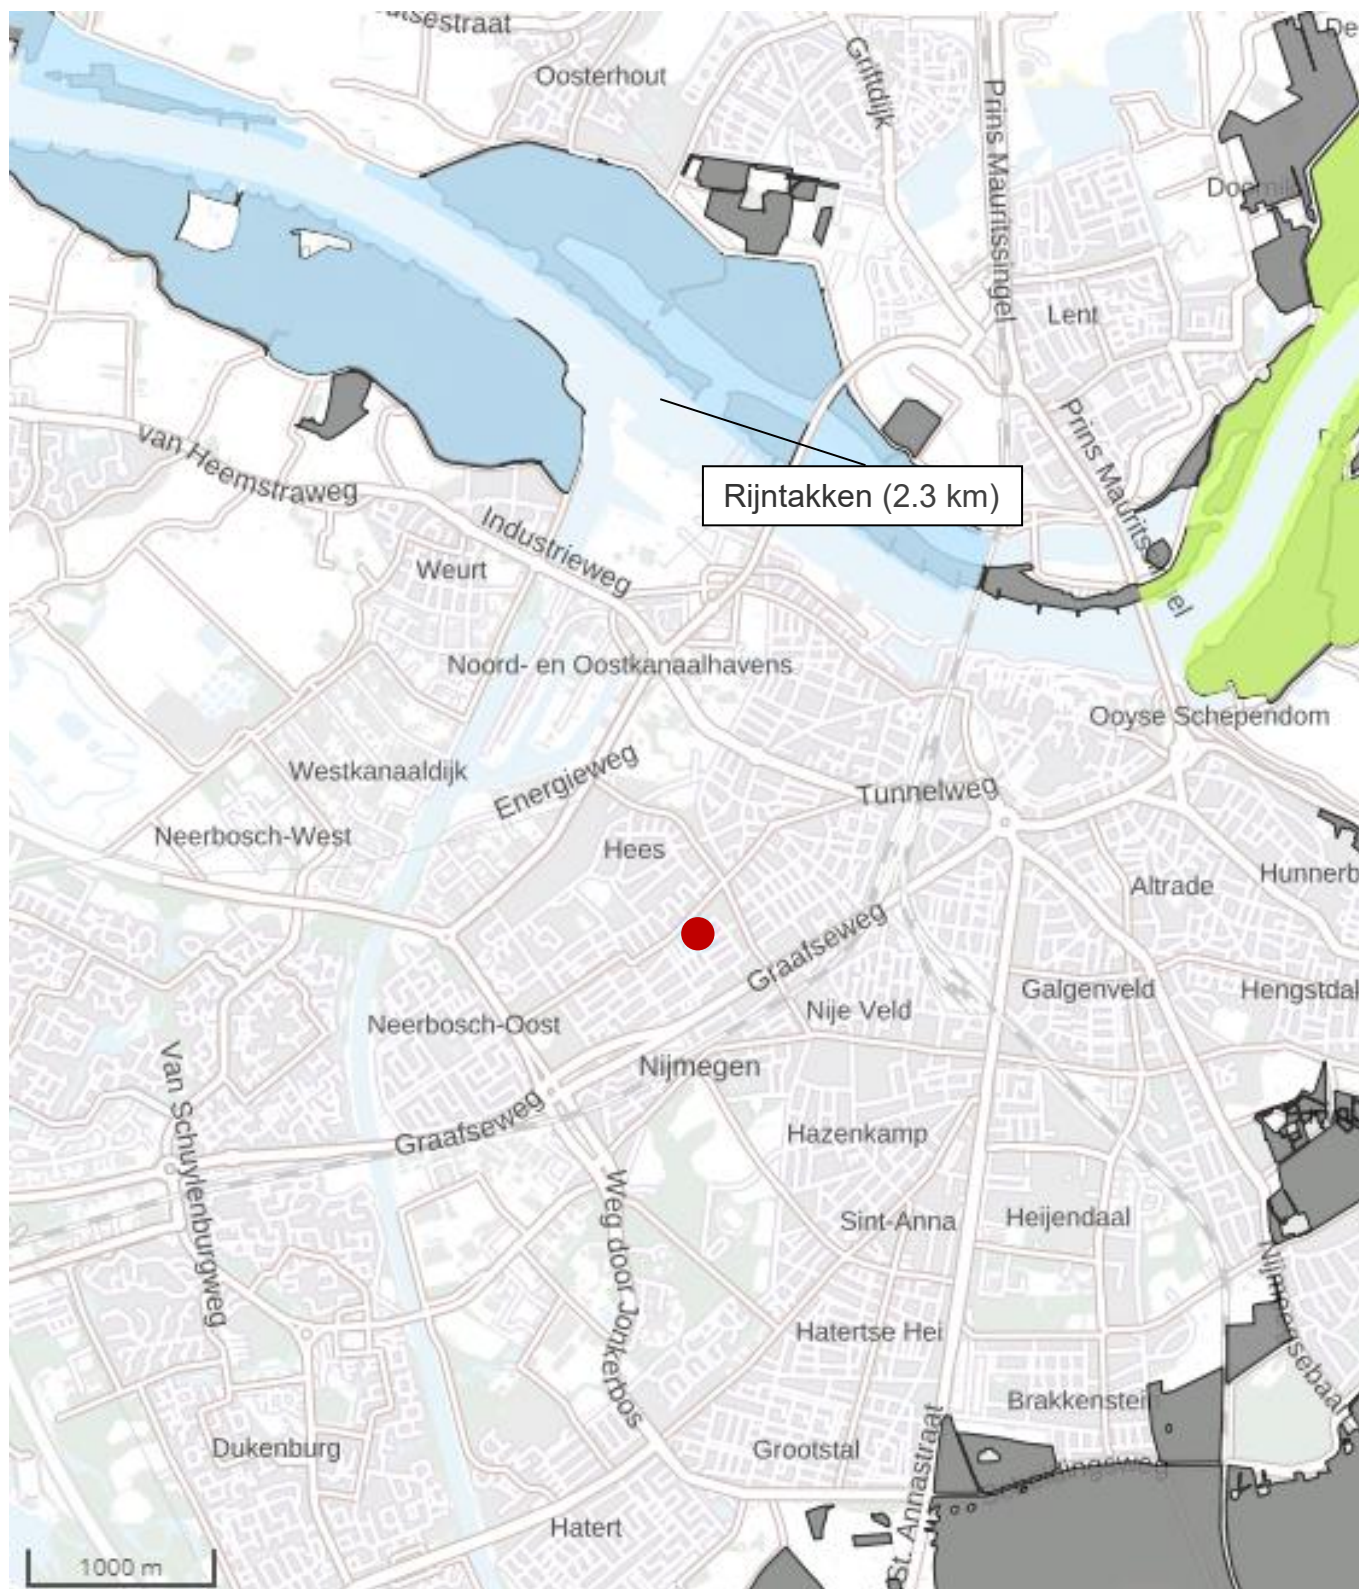 Oosterhout
Griftdijk
Prins Mauritssingel
Lent
Prins Mauritssingel
van Heemstraweg
Rijntakken (2.3 km)
Industrieweg
Weurt
Noord- en Oostkanaalhavens
Ooyse Schependom
Westkanaaldijk
Energieweg
Tunnelweg
Neerbosch-West
Hees
Altrade
Hunnerb
Graafseweg
Galgenveld
Hengstdal
Nije Veld
Neerbosch-Oost
Nijmegen
Van Schuylenburgweg
Graafseweg
Hazenkamp
Weg door Jonkerbos
Sint-Anna
Heijendaal
Nijmeegsebaan
Hatertse Hei
Brakkenstein
Dukenburg
Grootstal
St. Annastraat
Hatert
1000 m